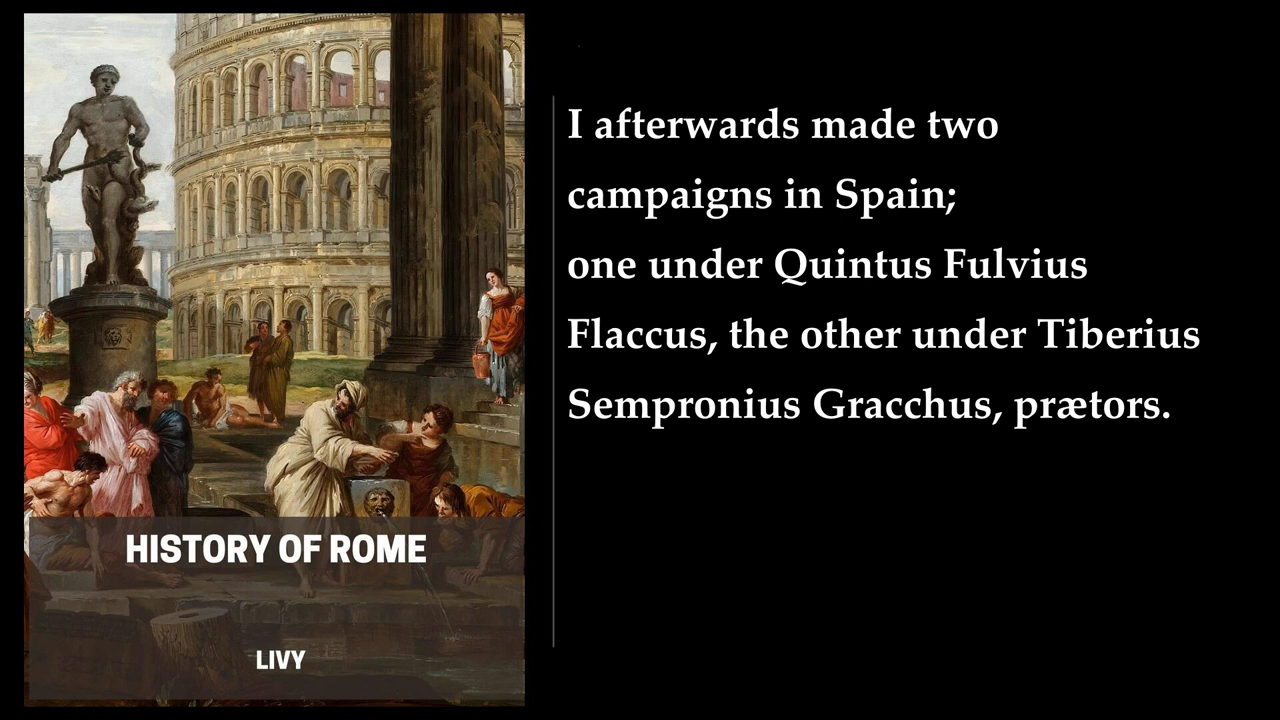 HISTORY OF ROME
LIVY
I afterwards made two
campaigns in Spain;
one under Quintus Fulvius
Flaccus, the other under Tiberius
Sempronius Gracchus, prætors.